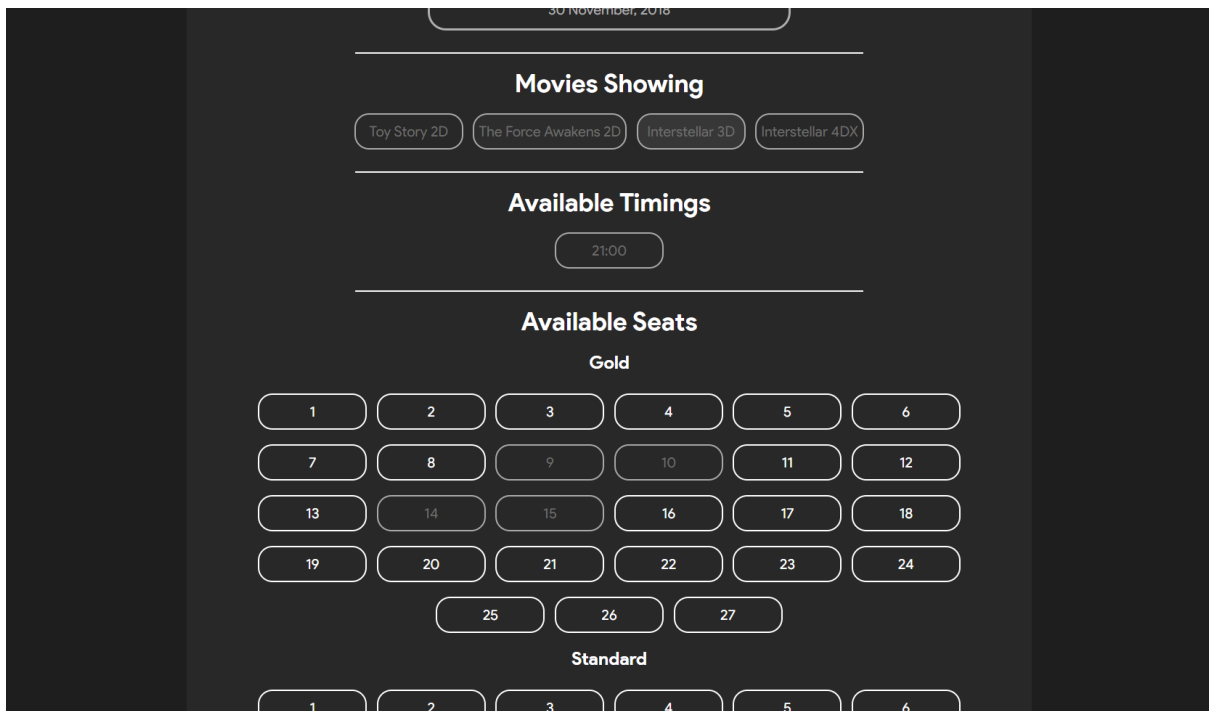 30 November, 2018
Movies Showing
Toy Story 2D The Force Awakens 2D Interstellar 3D Interstellar 4DX
Available Timings
21:00
Available Seats
Gold
1 2 3 4 5 6
7 8 9 10 11 12
13 14 15 16 17 18
19 20 21 22 23 24
25 26 27
Standard
1 2 3 4 5 6